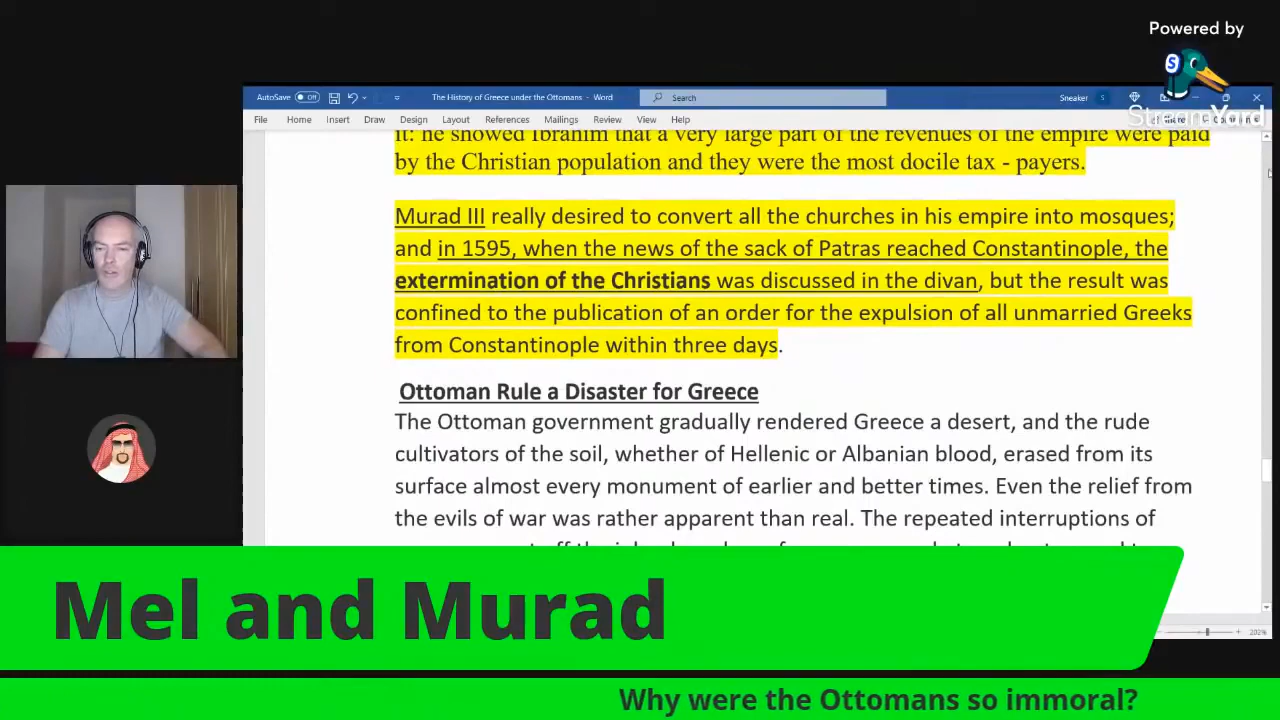 Powered by
StreamYard
AutoSave Off
The History of Greece under the Ottomans - Word
Search
Sneaker S
File Home Insert Draw Design Layout References Mailings Review View Help
it: he showed Ibrahim that a very large part of the revenues of the empire were paid
by the Christian population and they were the most docile tax - payers.
Murad III really desired to convert all the churches in his empire into mosques;
and in 1595, when the news of the sack of Patras reached Constantinople, the
extermination of the Christians was discussed in the divan, but the result was
confined to the publication of an order for the expulsion of all unmarried Greeks
from Constantinople within three days.
Ottoman Rule a Disaster for Greece
The Ottoman government gradually rendered Greece a desert, and the rude
cultivators of the soil, whether of Hellenic or Albanian blood, erased from its
surface almost every monument of earlier and better times. Even the relief from
the evils of war was rather apparent than real. The repeated interruptions of
202%
Mel and Murad
Why were the Ottomans so immoral?